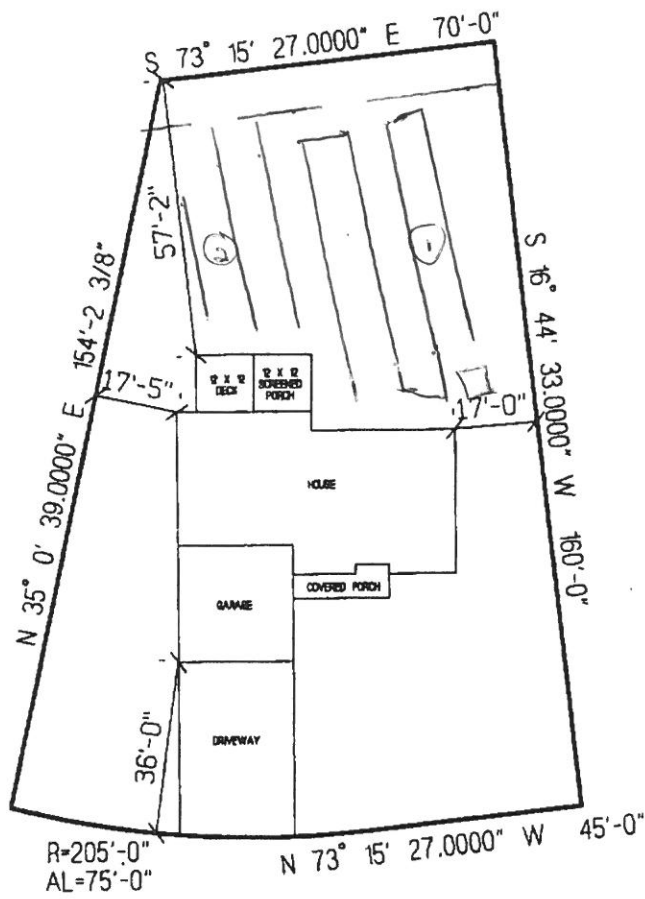 S 73° 15' 27.0000" E 70'-0"
57'-2"
2
1
S 16° 44' 33.0000" W 160'-0"
N 35° 0' 39.0000" E 154'-2 3/8"
12 X 12
DECK
12 X 12
SCREENED
PORCH
17'-5"
17'-0"
HOUSE
GARAGE
COVERED PORCH
DRIVEWAY
36'-0"
R=205'-0"
AL=75'-0"
N 73° 15' 27.0000" W 45'-0"